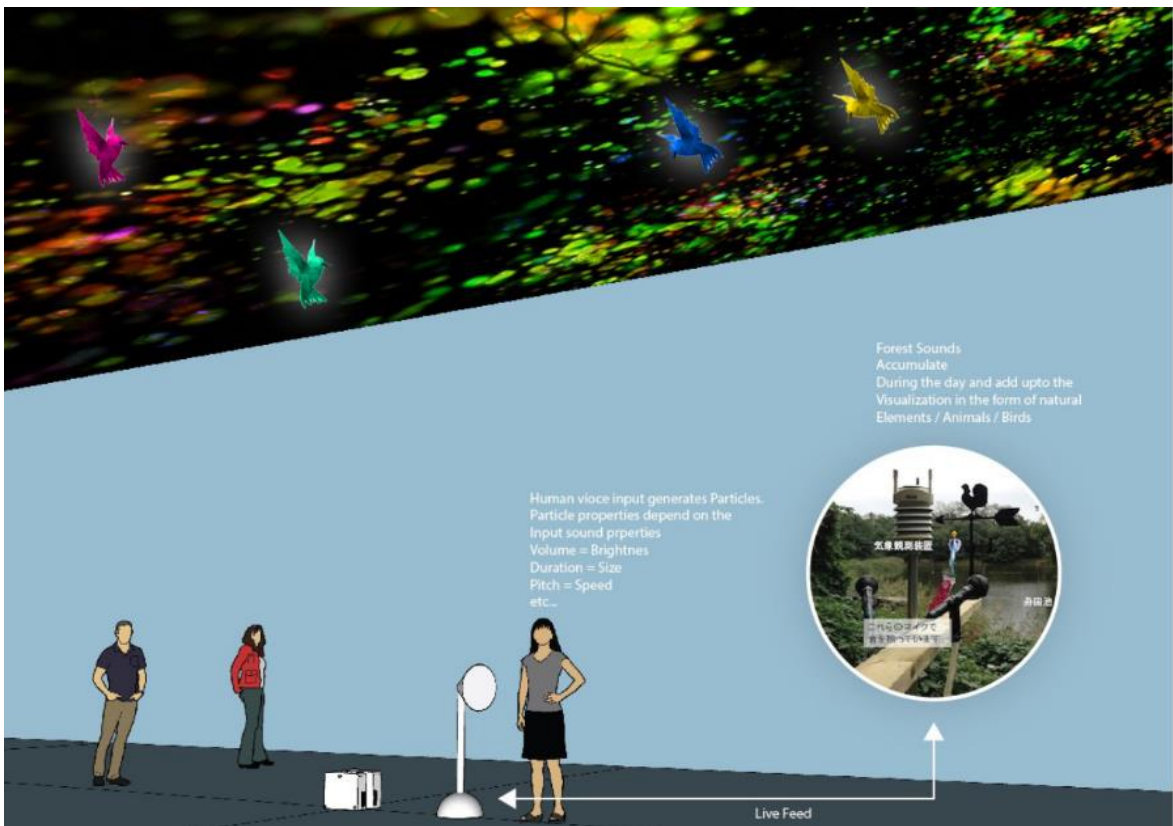 Forest Sounds
Accumulate
During the day and add upto the
Visualization in the form of natural
Elements / Animals / Birds
Human vioce input generates Particles.
Particle properties depend on the
Input sound prperties
Volume = Brightnes
Duration = Size
Pitch = Speed
etc...
気象観測装置
これらのマイクで
音を拾っています
Live Feed